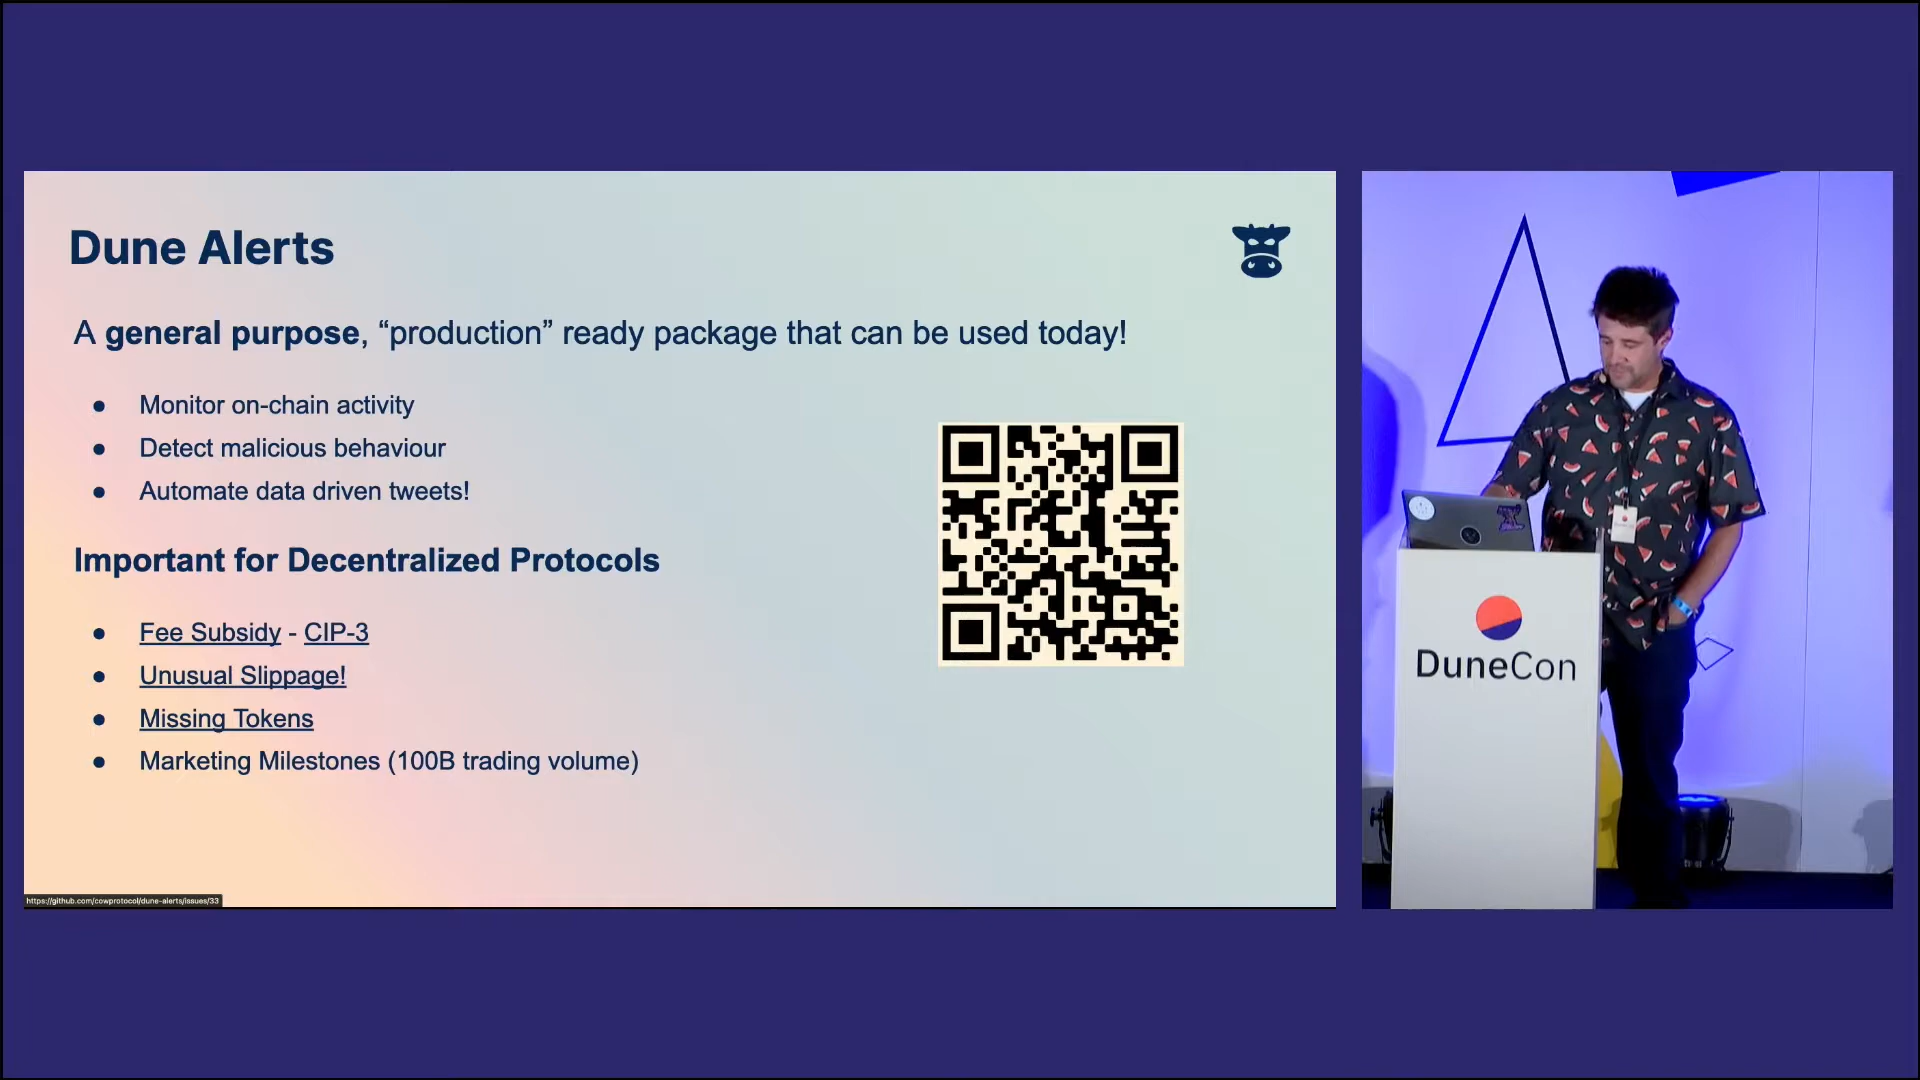 Dune Alerts
A general purpose, “production” ready package that can be used today!
● Monitor on-chain activity
● Detect malicious behaviour
● Automate data driven tweets!
Important for Decentralized Protocols
● Fee Subsidy - CIP-3
● Unusual Slippage!
● Missing Tokens
● Marketing Milestones (100B trading volume)
https://github.com/cowprotocol/dune-alerts/issues/33
DuneCon